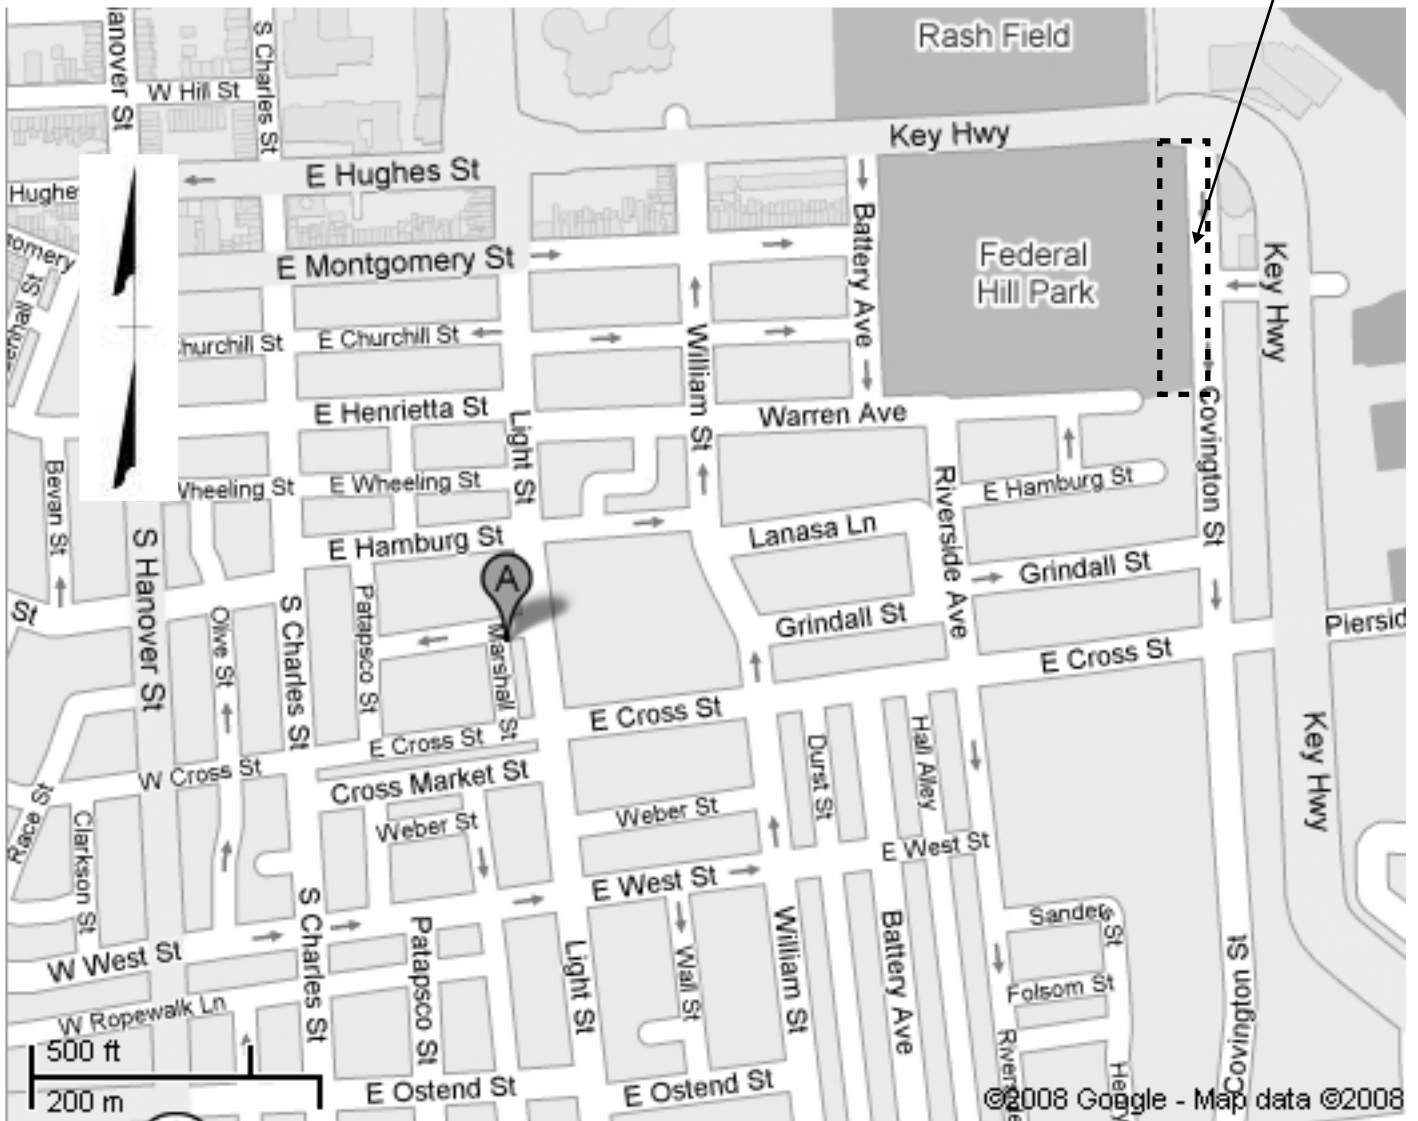 Hanover St
S Charles St
Rash Field
W Hill St
Key Hwy
E Hughes St
Battery Ave
Federal
Hill Park
Key Hwy
E Montgomery St
William St
E Churchill St
Churchill St
E Henrietta St
Warren Ave
Light St
Covington St
Bevan St
Wheeling St
E Wheeling St
Riverside Ave
E Hamburg St
Lanasa Ln
E Hamburg St
S Hanover St
A
Grindall St
St
Olive St
S Charles St
Patapsco St
Marshall St
Grindall St
E Cross St
E Cross St
E Cross St
W Cross St
Cross Market St
Race St
Clarkson St
Weber St
Weber St
Durst St
Hall Alley
Key Hwy
E West St
E West St
S Charles St
Patapsco St
Light St
Wall St
William St
Battery Ave
Sanders St
Covington St
W West St
Folsom St
W Ropewalk Ln
500 ft
200 m
E Ostend St
E Ostend St
©2008 Google - Map data ©2008